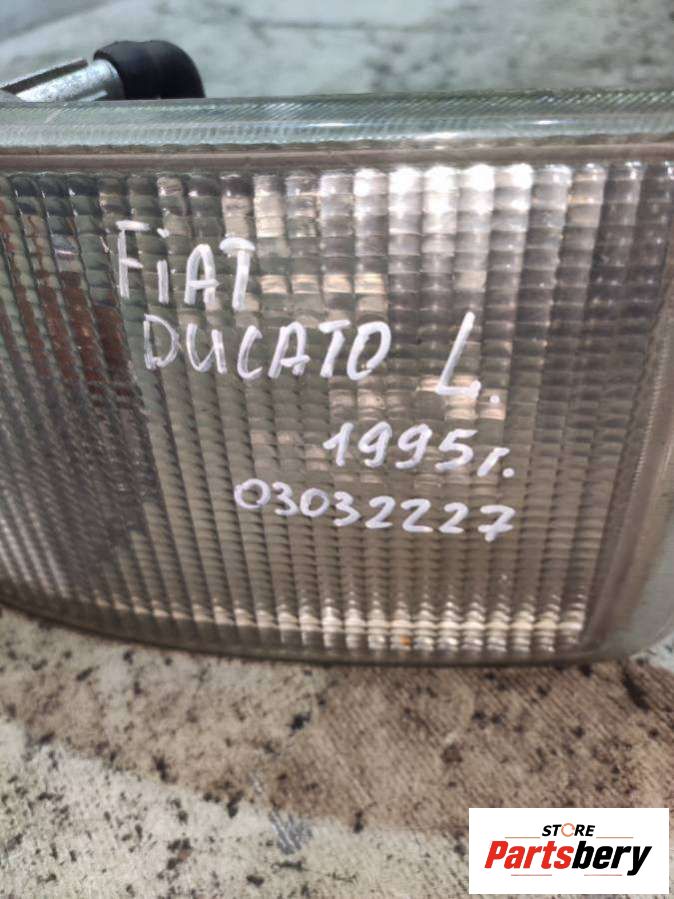 FiAT
DUCATO L.
1995г.
03032227
STORE
Partsbery